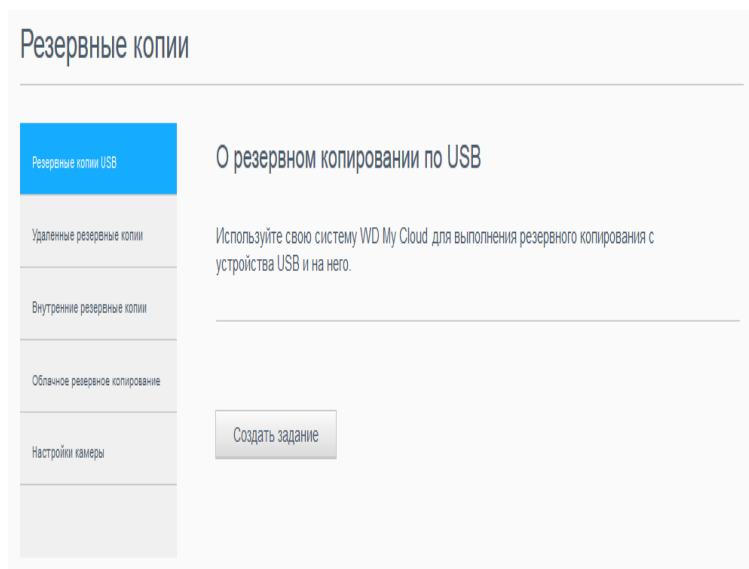 Резервные копии
Резервные копии USB
Удаленные резервные копии
Внутренние резервные копии
Облачное резервное копирование
Настройки камеры
О резервном копировании по USB
Используйте свою систему WD My Cloud для выполнения резервного копирования с
устройства USB и на него.
Создать задание